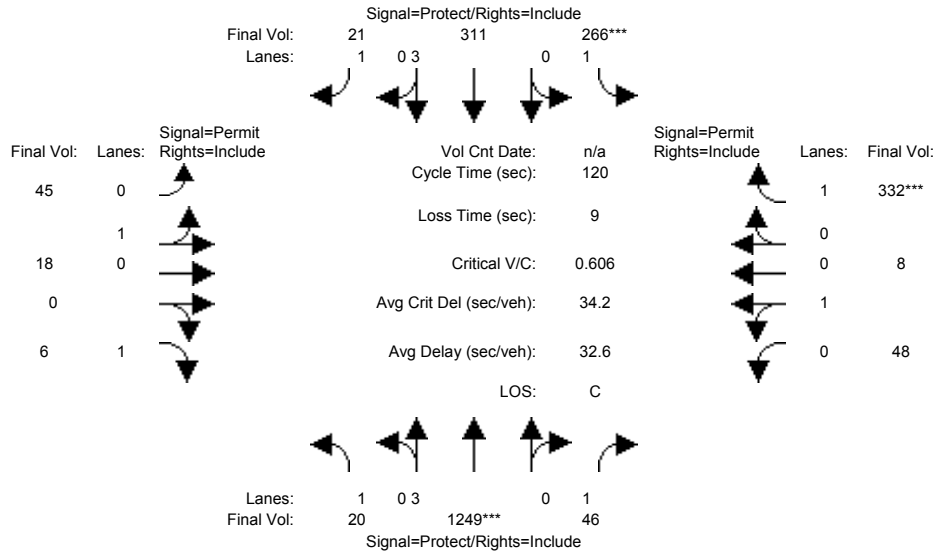 Signal=Protect/Rights=Include
Final Vol: 21 311 266***
Lanes: 1 0 3 0 1
Signal=Permit Signal=Permit
Final Vol: Lanes: Rights=Include Vol Cnt Date: n/a Rights=Include Lanes: Final Vol:
Cycle Time (sec): 120
45 0 1 332***
Loss Time (sec): 9
1 0
18 0 Critical V/C: 0.606 0 8
0 Avg Crit Del (sec/veh): 34.2 1
6 1 Avg Delay (sec/veh): 32.6 0 48
LOS: C
Lanes: 1 0 3 0 1
Final Vol: 20 1249*** 46
Signal=Protect/Rights=Include